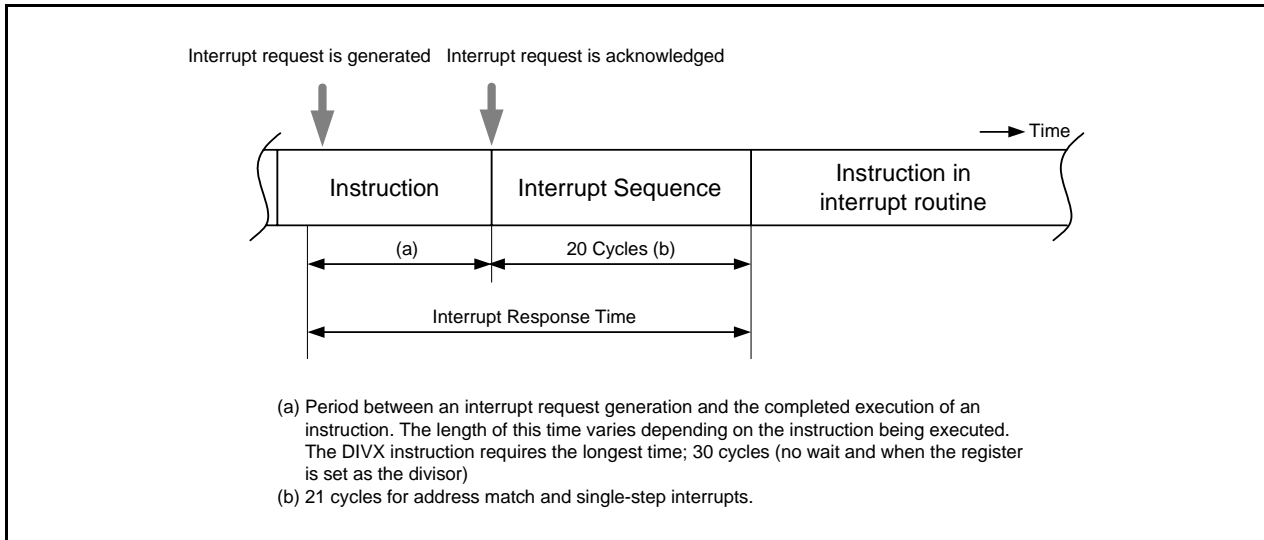 Interrupt request is generated
Interrupt request is acknowledged
Time
Instruction
Interrupt Sequence
Instruction in
interrupt routine
(a)
20 Cycles (b)
Interrupt Response Time
(a) Period between an interrupt request generation and the completed execution of an
instruction. The length of this time varies depending on the instruction being executed.
The DIVX instruction requires the longest time; 30 cycles (no wait and when the register
is set as the divisor)
(b) 21 cycles for address match and single-step interrupts.